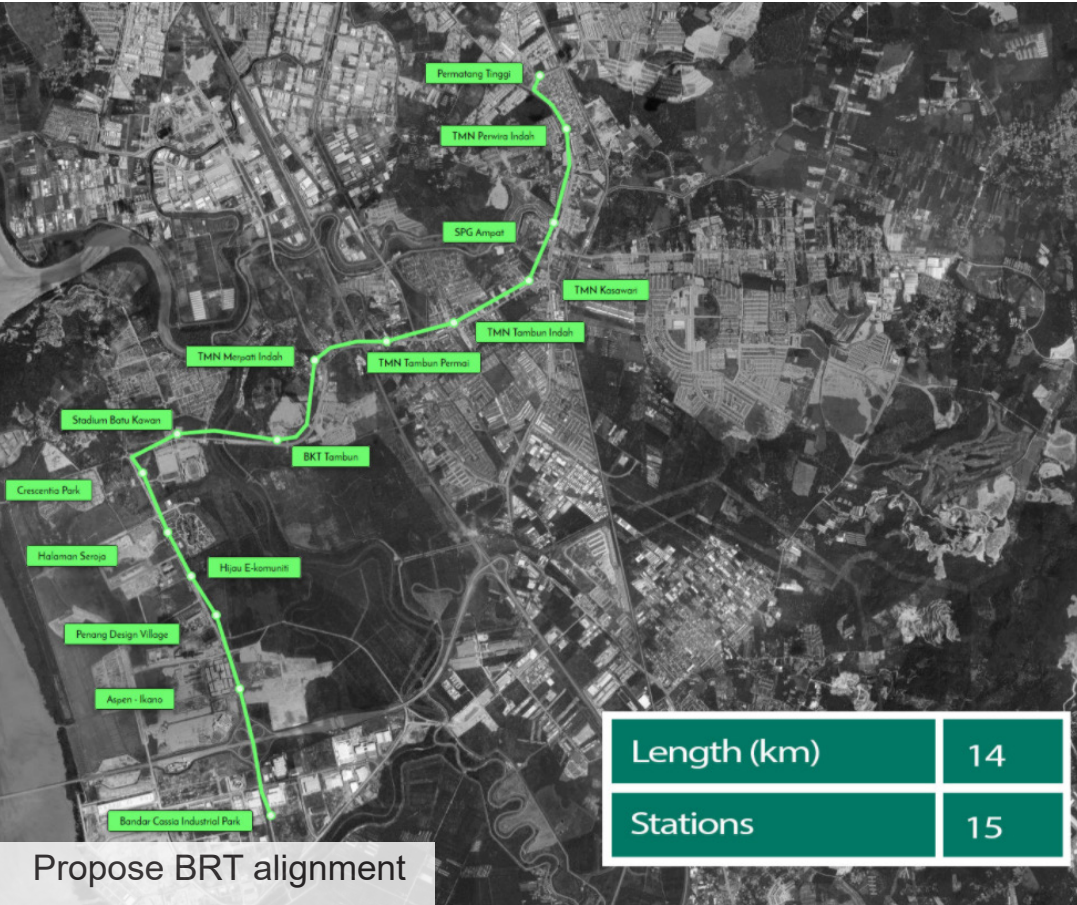 Permatang Tinggi
TMN Perwira Indah
SPG Ampat
TMN Kasawari
TMN Tambun Indah
TMN Merpati Indah
TMN Tambun Permai
Stadium Batu Kawan
BKT Tambun
Crescentia Park
Halaman Seroja
Hijau E-komuniti
Penang Design Village
Aspen - Ikano
Bandar Cassia Industrial Park
Length (km) 14
Stations 15
Propose BRT alignment